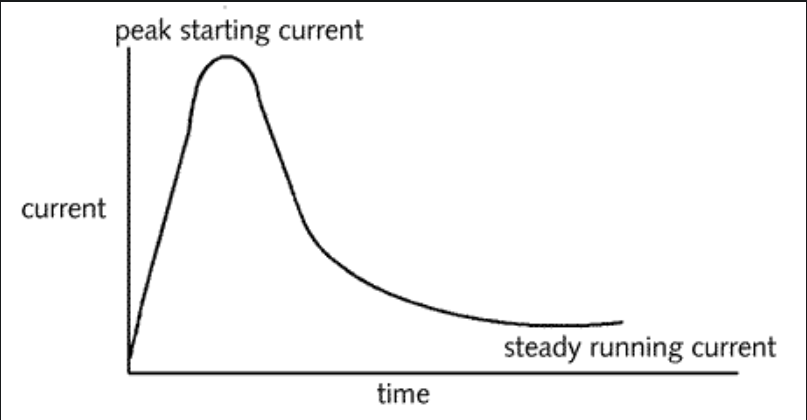 peak starting current
current
steady running current
time